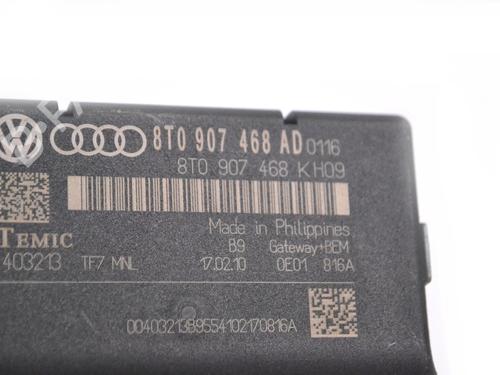 8T0 907 468 AD 0116
8T0 907 468 KH09
Made in Philippines
B9 Gateway+BEM
TEMIC
403213 TF7 MNL 17.02.10 0E01 816A
00403213B9S54102170816A